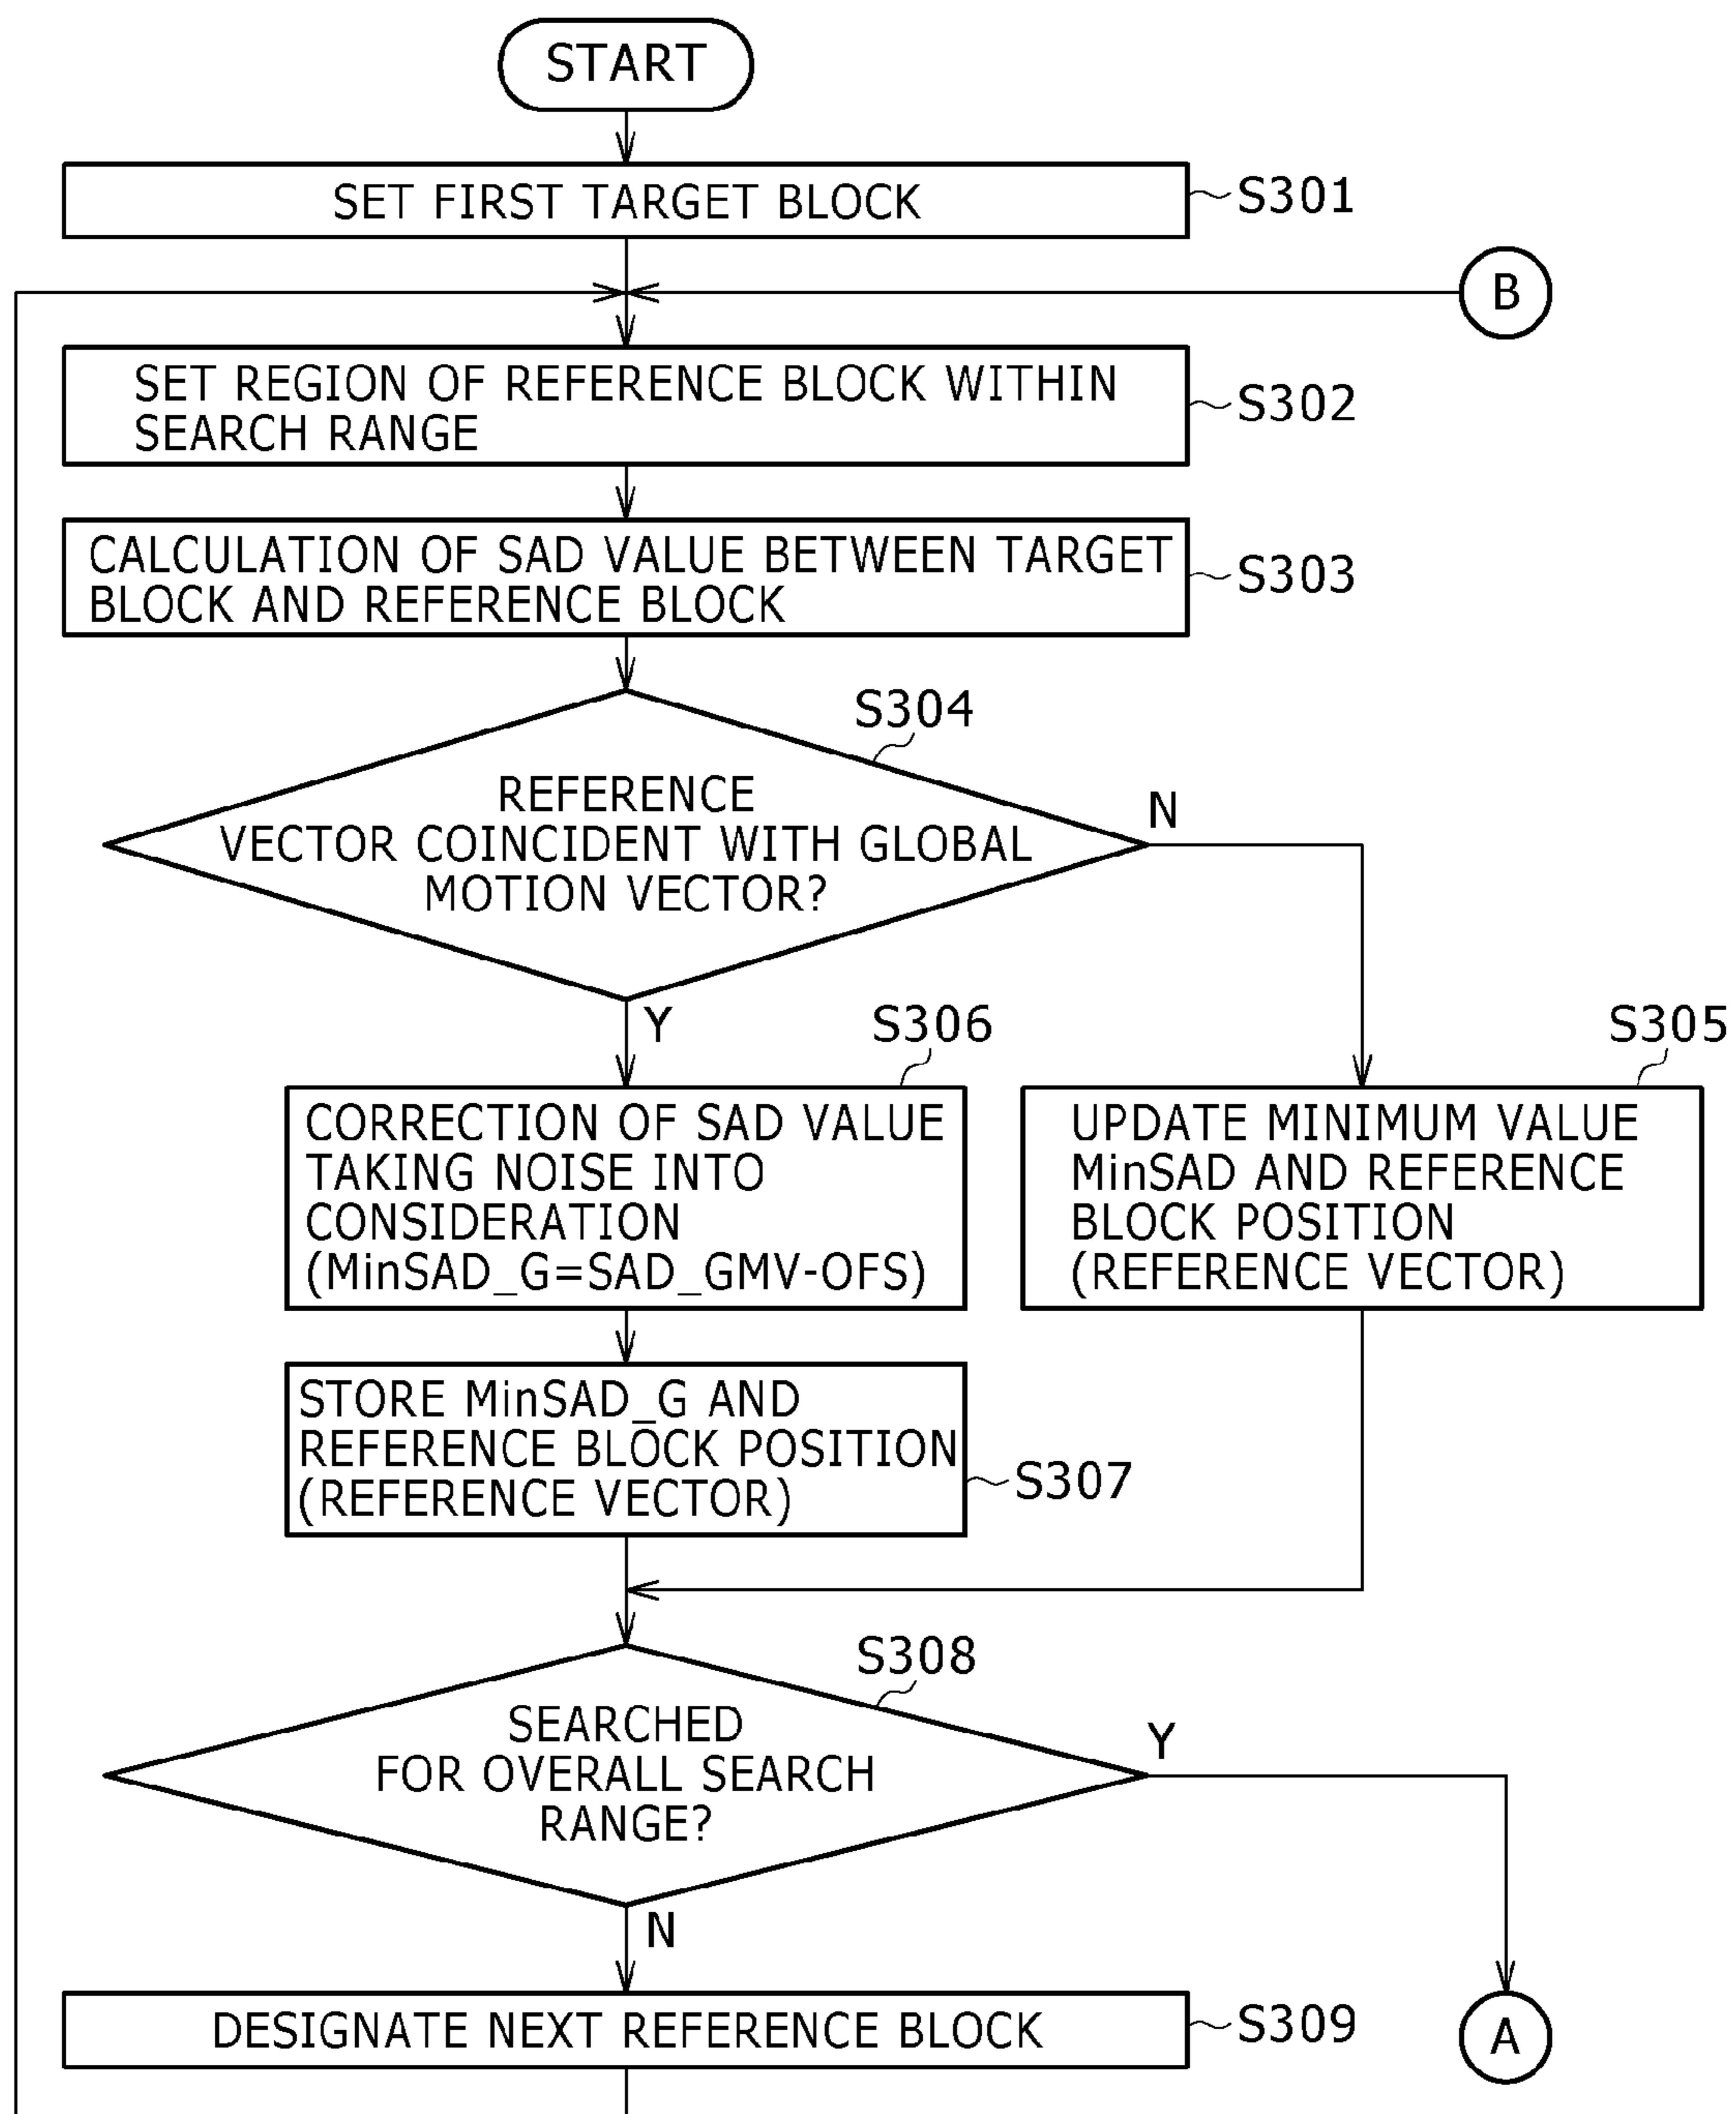 START
SET FIRST TARGET BLOCK
S301
B
SET REGION OF REFERENCE BLOCK WITHIN
SEARCH RANGE
S302
CALCULATION OF SAD VALUE BETWEEN TARGET
BLOCK AND REFERENCE BLOCK
S303
S304
REFERENCE
VECTOR COINCIDENT WITH GLOBAL
MOTION VECTOR?
N
Y
S306
CORRECTION OF SAD VALUE
TAKING NOISE INTO
CONSIDERATION
(MinSAD_G=SAD_GMV-OFS)
S305
UPDATE MINIMUM VALUE
MinSAD AND REFERENCE
BLOCK POSITION
(REFERENCE VECTOR)
STORE MinSAD_G AND
REFERENCE BLOCK POSITION
(REFERENCE VECTOR)
S307
S308
SEARCHED
FOR OVERALL SEARCH
RANGE?
Y
N
DESIGNATE NEXT REFERENCE BLOCK
S309
A